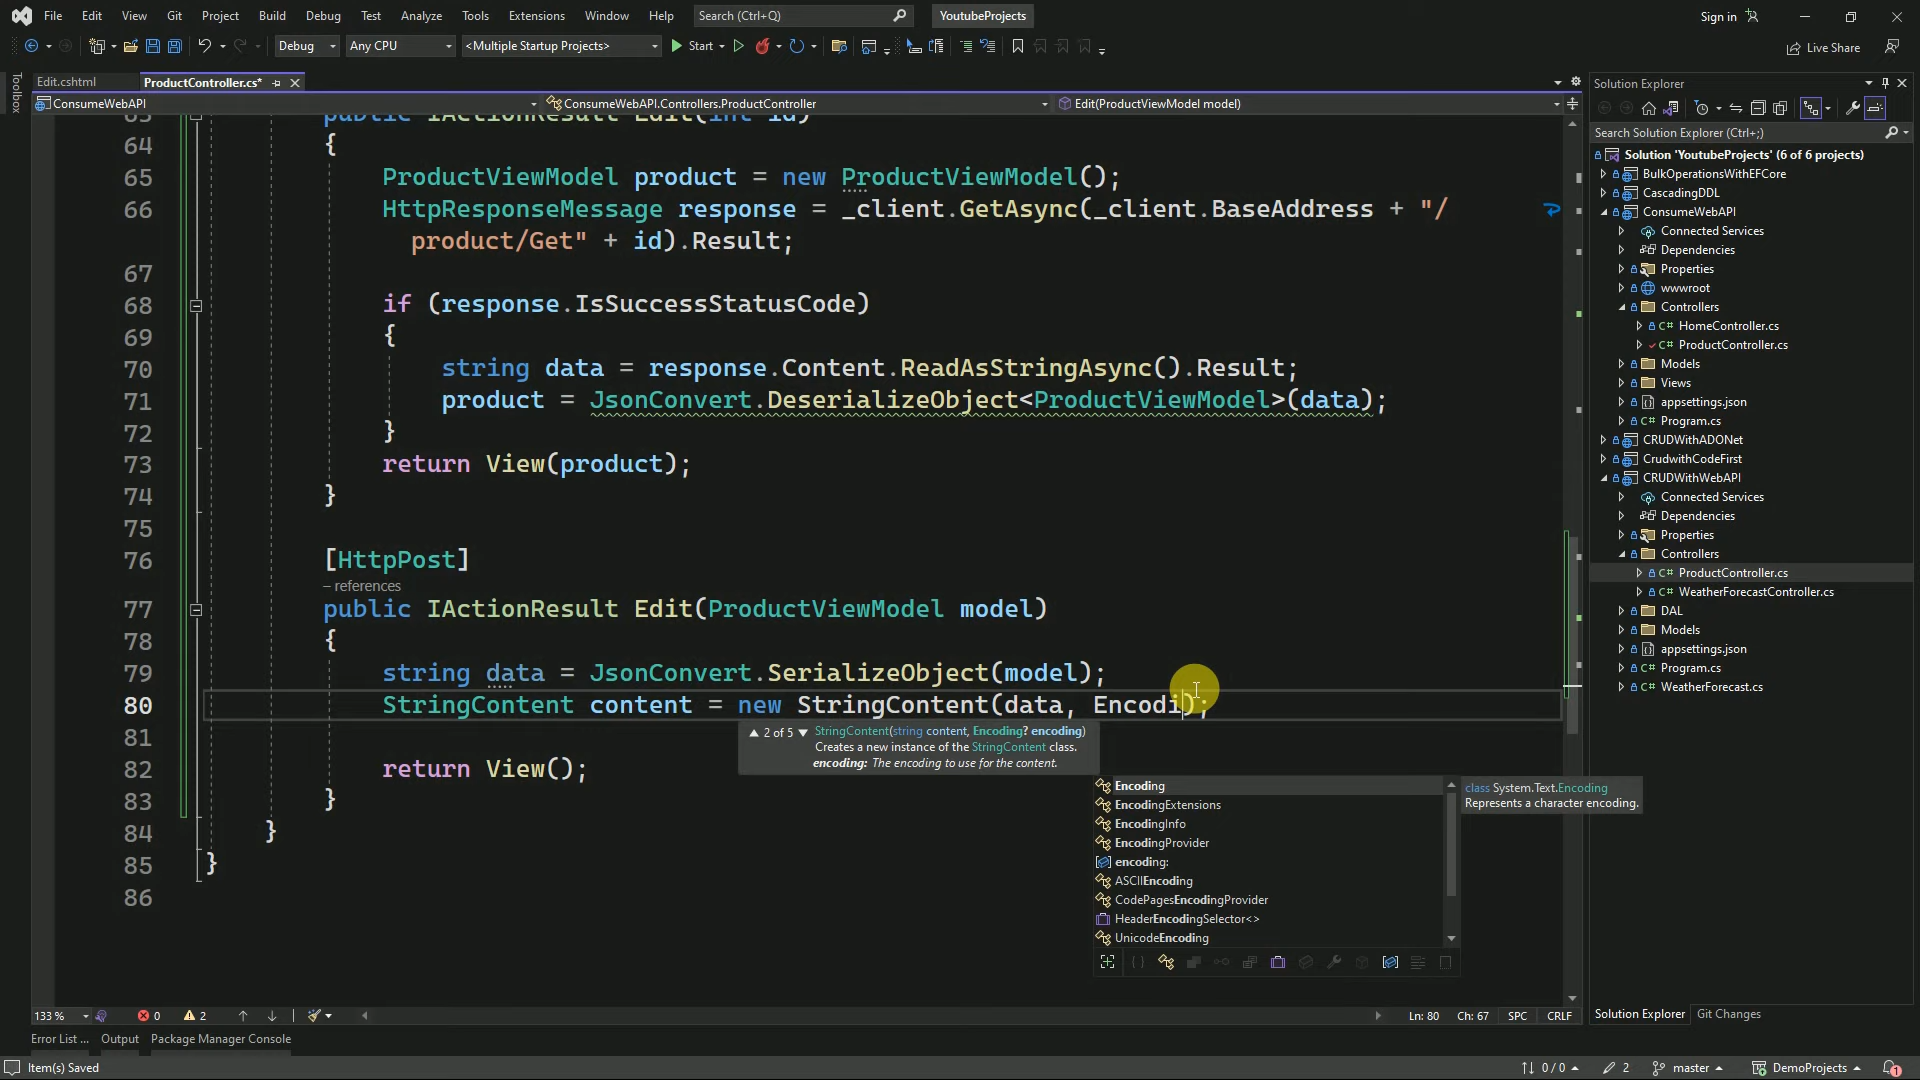 File Edit View Git Project Build Debug Test Analyze Tools Extensions Window Help Search (Ctrl+Q) YoutubeProjects Sign in
Debug Any CPU <Multiple Startup Projects> Start Live Share
Toolbox
Edit.cshtml ProductController.cs*
ConsumeWebAPI ConsumeWebAPI.Controllers.ProductController Edit(ProductViewModel model)
63 public IActionResult Edit(int id)
64 {
65 ProductViewModel product = new ProductViewModel();
66 HttpResponseMessage response = _client.GetAsync(_client.BaseAddress + "/
product/Get" + id).Result;
67
68 if (response.IsSuccessStatusCode)
69 {
70 string data = response.Content.ReadAsStringAsync().Result;
71 product = JsonConvert.DeserializeObject<ProductViewModel>(data);
72 }
73 return View(product);
74 }
75
76 [HttpPost]
– references
77 public IActionResult Edit(ProductViewModel model)
78 {
79 string data = JsonConvert.SerializeObject(model);
80 StringContent content = new StringContent(data, Encodi);
81
82 return View();
83 }
84 }
85 }
86
2 of 5 StringContent(string content, Encoding? encoding)
Creates a new instance of the StringContent class.
encoding: The encoding to use for the content.
Encoding
EncodingExtensions
EncodingInfo
EncodingProvider
encoding:
ASCIIEncoding
CodePagesEncodingProvider
HeaderEncodingSelector<>
UnicodeEncoding
class System.Text.Encoding
Represents a character encoding.
133 % 0 2 Ln: 80 Ch: 67 SPC CRLF
Error List ... Output Package Manager Console
Solution Explorer
Search Solution Explorer (Ctrl+;)
Solution 'YoutubeProjects' (6 of 6 projects)
BulkOperationsWithEFCore
CascadingDDL
ConsumeWebAPI
Connected Services
Dependencies
Properties
wwwroot
Controllers
C# HomeController.cs
C# ProductController.cs
Models
Views
appsettings.json
C# Program.cs
CRUDWithADONet
CrudwithCodeFirst
CRUDWithWebAPI
Connected Services
Dependencies
Properties
Controllers
C# ProductController.cs
C# WeatherForecastController.cs
DAL
Models
appsettings.json
C# Program.cs
C# WeatherForecast.cs
Solution Explorer Git Changes
Item(s) Saved 0 / 0 2 master DemoProjects 1